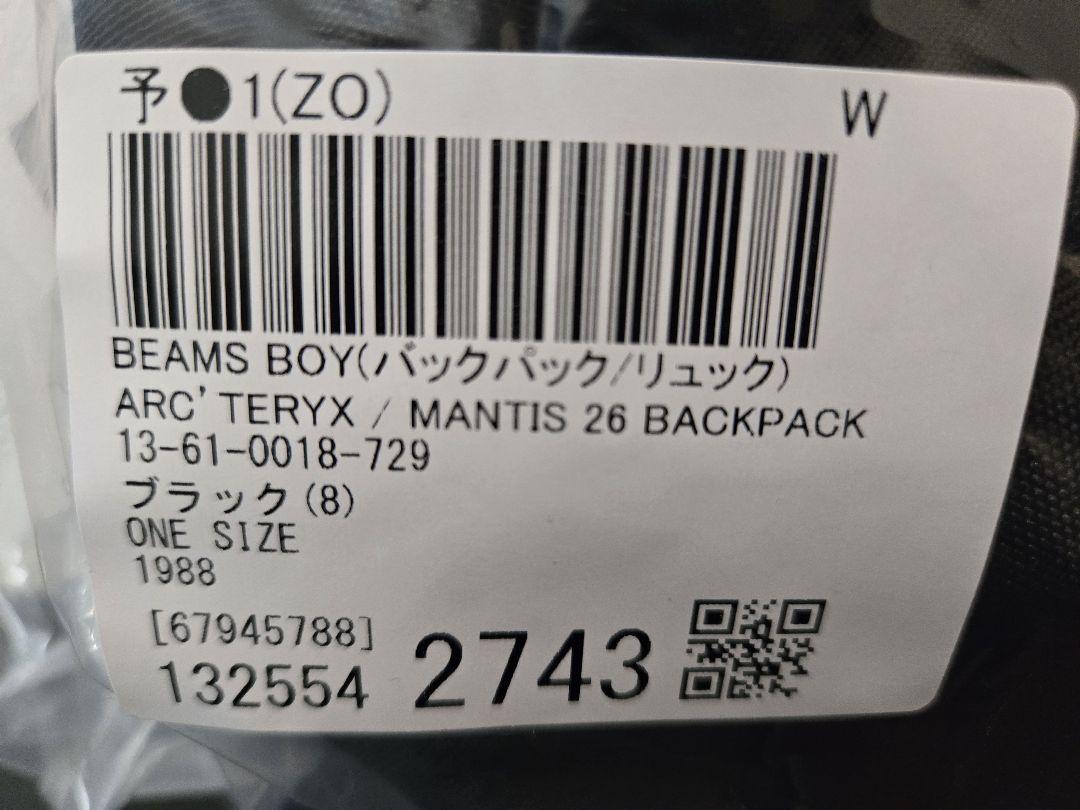 予●1(ZO) W
BEAMS BOY(バックパック/リュック)
ARC'TERYX / MANTIS 26 BACKPACK
13-61-0018-729
ブラック(8)
ONE SIZE
1988
[67945788]
132554 2743